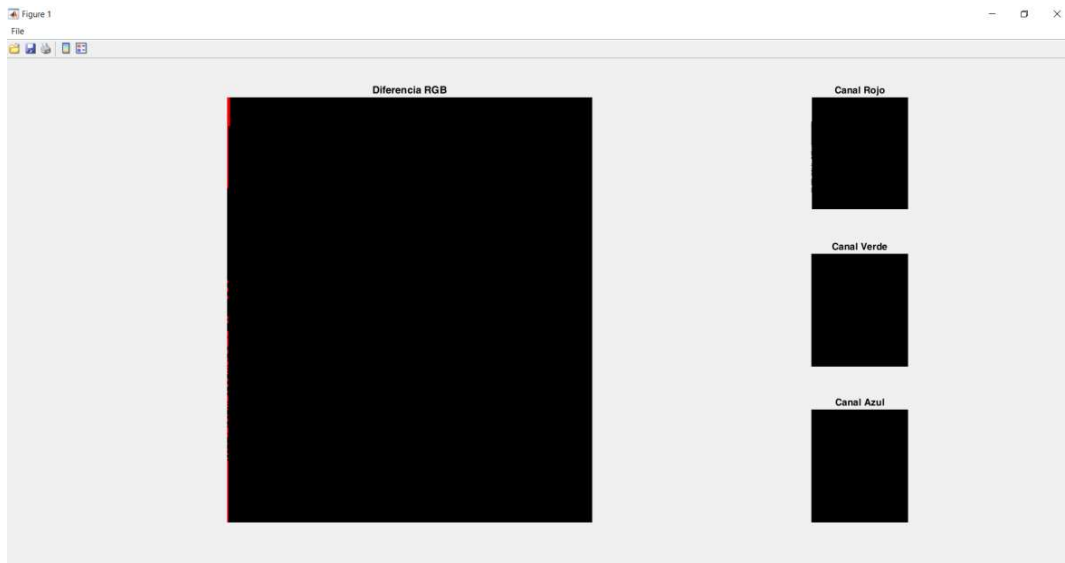 Figure 1
File
Diferencia RGB
Canal Rojo
Canal Verde
Canal Azul